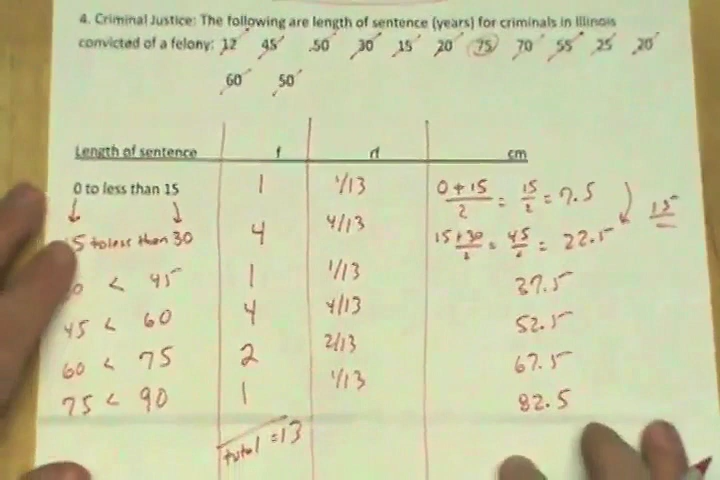 4. Criminal Justice: The following are length of sentence (years) for criminals in Illinois
convicted of a felony: 12 45 .50 30 15 20 75 70 55 25 20
60 50
Length of sentence f rf cm
0 to less than 15 1 1/13 0+15/2 = 15/2 = 7.5
15 to less than 30 4 4/13 15+30/2 = 45/2 = 22.5 15
0 < 45 1 1/13 37.5
45 < 60 4 4/13 52.5
60 < 75 2 2/13 67.5
75 < 90 1 1/13 82.5
total = 13